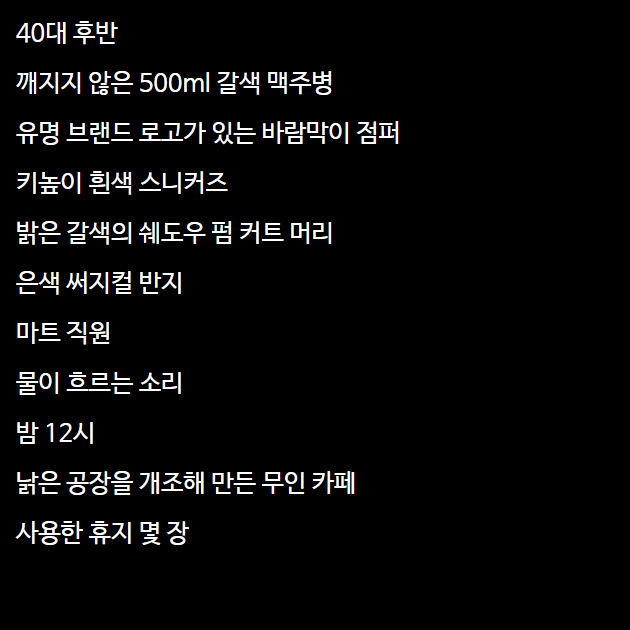 40대 후반
깨지지 않은 500ml 갈색 맥주병
유명 브랜드 로고가 있는 바람막이 점퍼
키높이 흰색 스니커즈
밝은 갈색의 쉐도우 펌 커트 머리
은색 써지컬 반지
마트 직원
물이 흐르는 소리
밤 12시
낡은 공장을 개조해 만든 무인 카페
사용한 휴지 몇 장